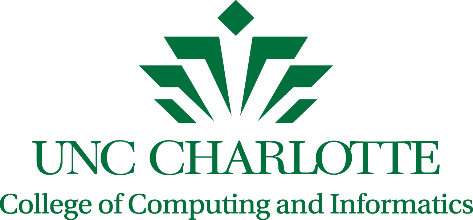 UNC CHARLOTTE
College of Computing and Informatics